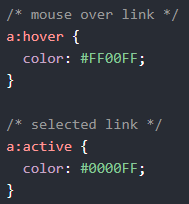 /* mouse over link */
a:hover {
  color: #FF00FF;
}

/* selected link */
a:active {
  color: #0000FF;
}